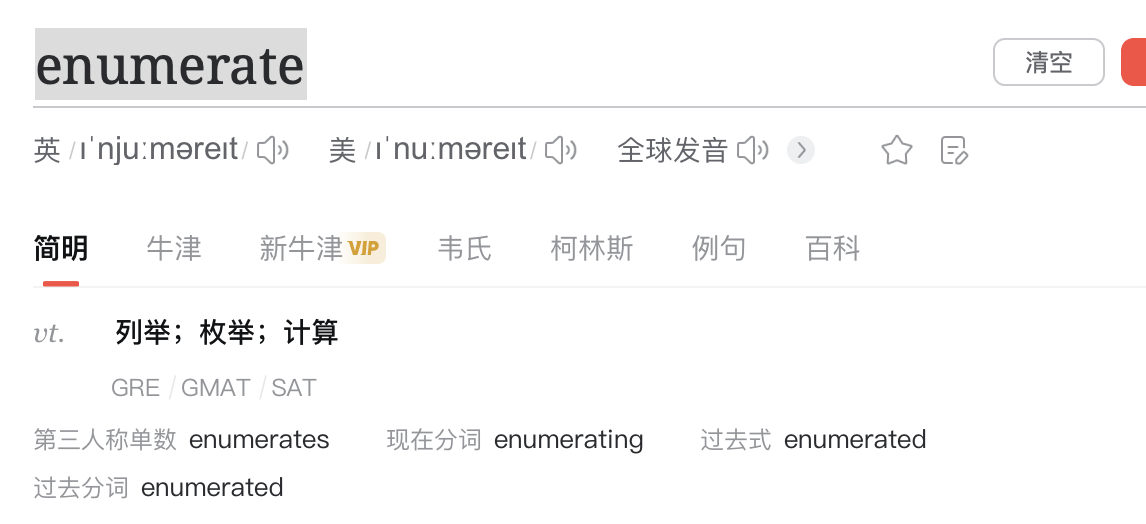 enumerate
清空
英 /ɪˈnjuːməreɪt/ 美 /ɪˈnuːməreɪt/ 全球发音
简明 牛津 新牛津 VIP 韦氏 柯林斯 例句 百科
vt. 列举；枚举；计算
GRE / GMAT / SAT
第三人称单数 enumerates 现在分词 enumerating 过去式 enumerated
过去分词 enumerated